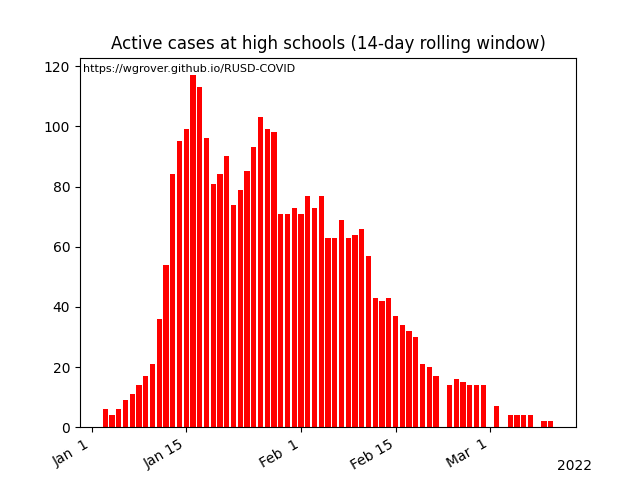 Active cases at high schools (14-day rolling window)
https://wgrover.github.io/RUSD-COVID
120
100
80
60
40
20
0
Jan 1
Jan 15
Feb 1
Feb 15
Mar 1
2022